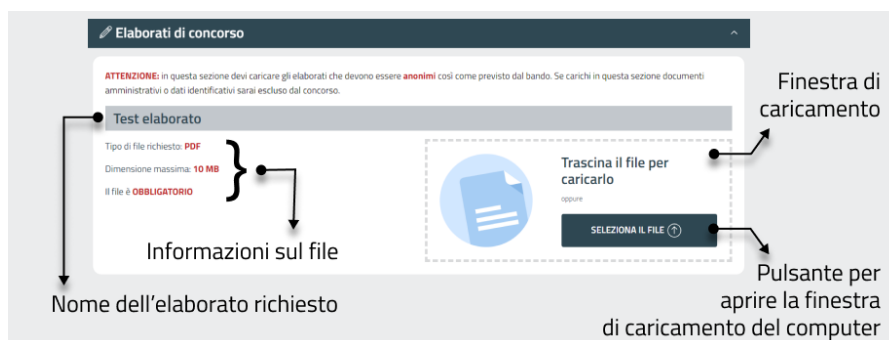 Elaborati di concorso
ATTENZIONE: in questa sezione devi caricare gli elaborati che devono essere anonimi così come previsto dal bando. Se carichi in questa sezione documenti
amministrativi o dati identificativi sarai escluso dal concorso.
Test elaborato
Tipo di file richiesto: PDF
Dimensione massima: 10 MB
Il file è OBBLIGATORIO
Trascina il file per
caricarlo
oppure
SELEZIONA IL FILE
Finestra di
caricamento
Informazioni sul file
Nome dell'elaborato richiesto
Pulsante per
aprire la finestra
di caricamento del computer